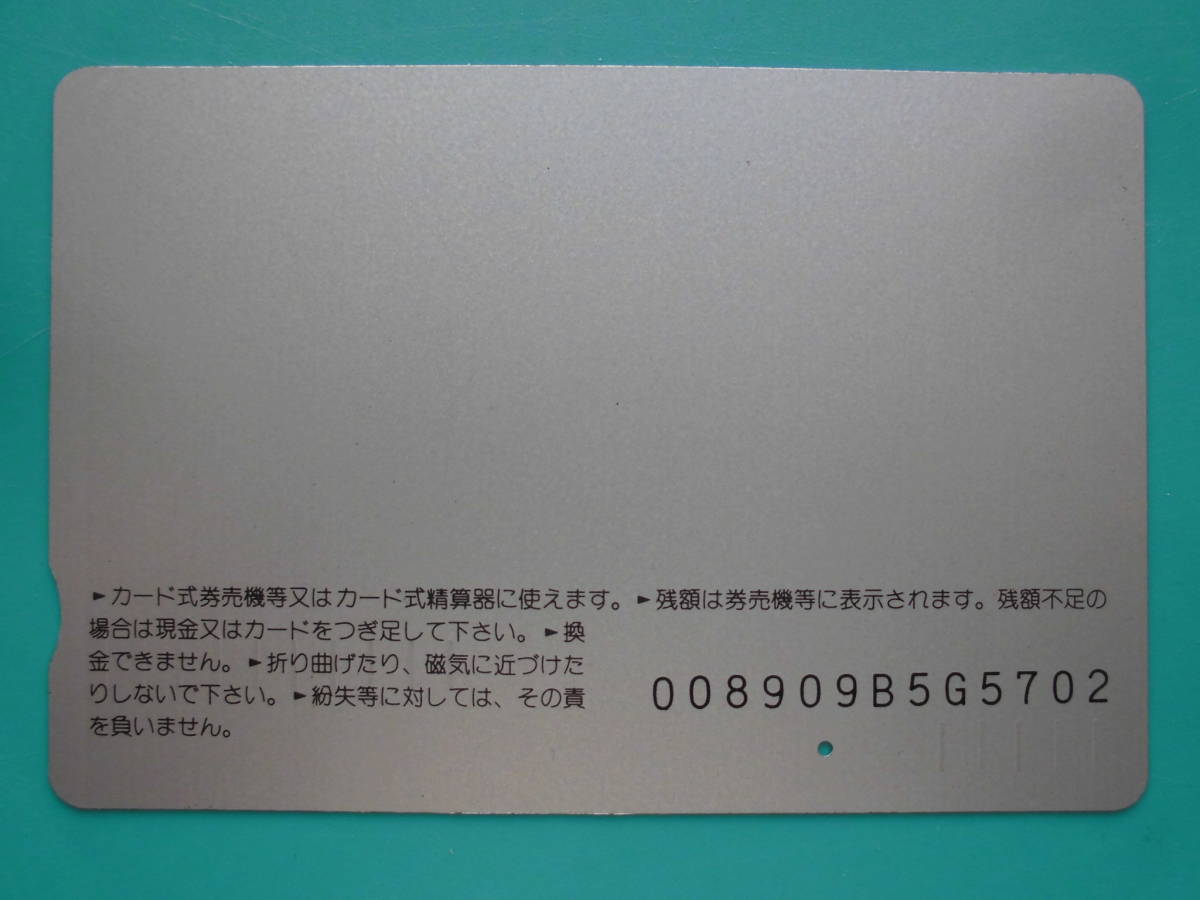 ►カード式券売機等又はカード式精算器に使えます。►残額は券売機等に表示されます。残額不足の
場合は現金又はカードをつぎ足して下さい。►換
金できません。►折り曲げたり、磁気に近づけた
りしないで下さい。►紛失等に対しては、その責
を負いません。
008909B5G5702